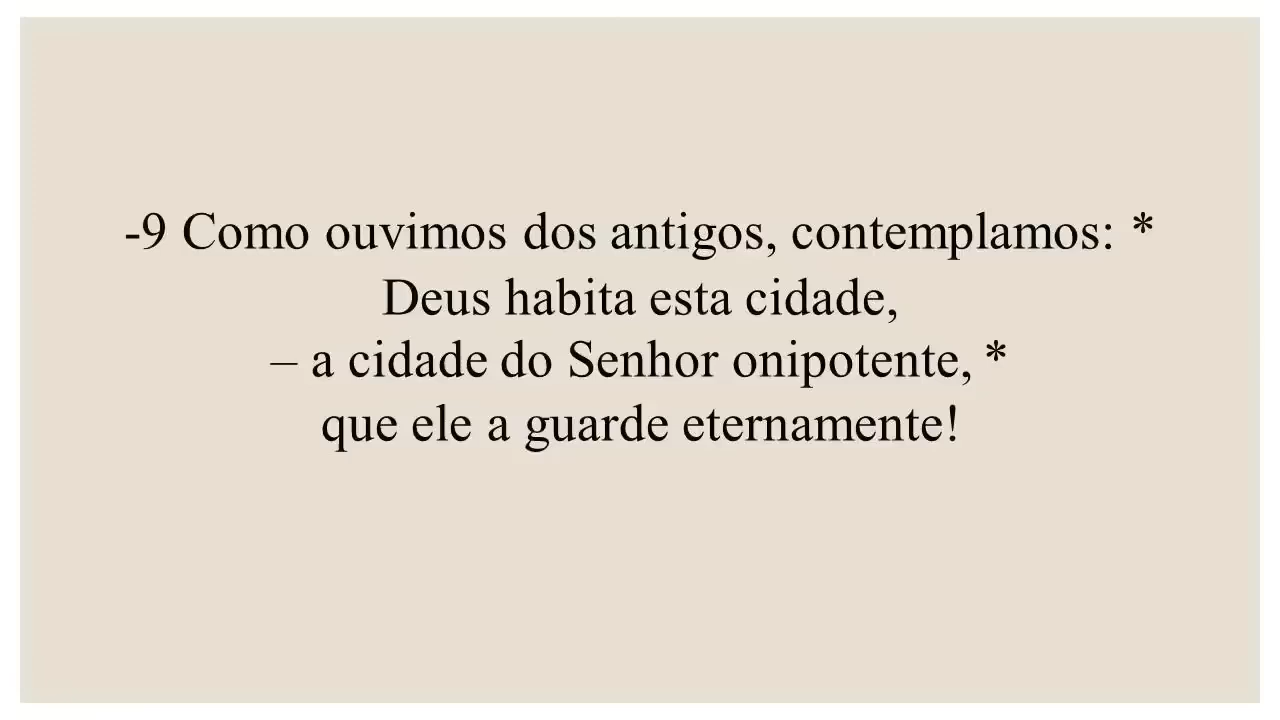 -9 Como ouvimos dos antigos, contemplamos: *
Deus habita esta cidade,
– a cidade do Senhor onipotente, *
que ele a guarde eternamente!